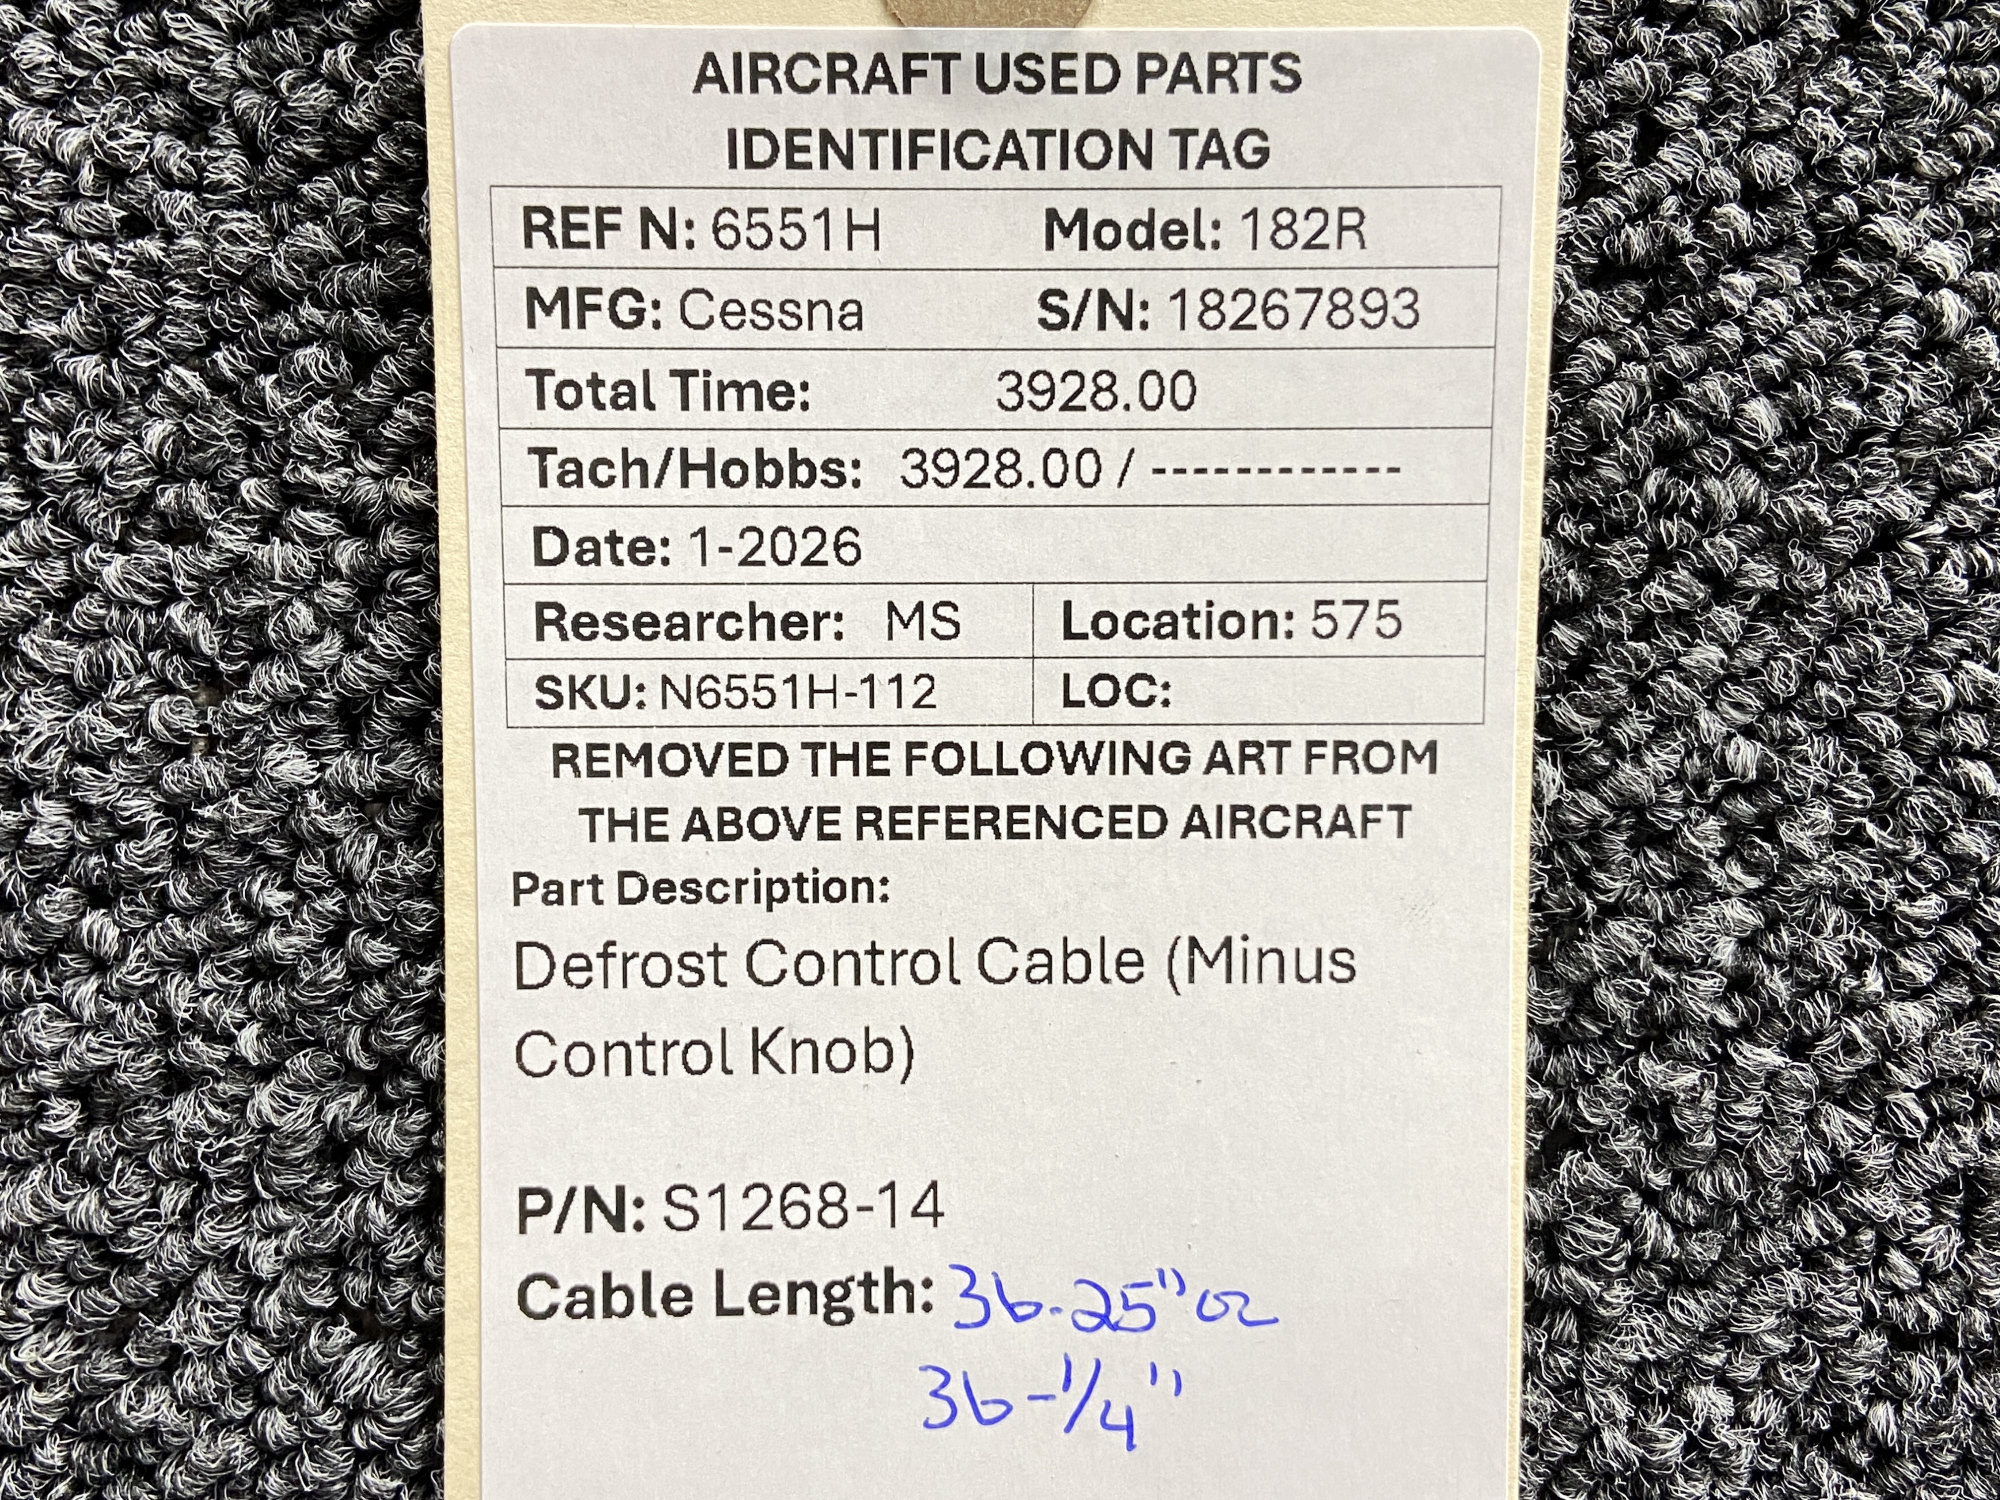 AIRCRAFT USED PARTS
IDENTIFICATION TAG
REF N: 6551H Model: 182R
MFG: Cessna S/N: 18267893
Total Time: 3928.00
Tach/Hobbs: 3928.00 / ------------
Date: 1-2026
Researcher: MS Location: 575
SKU: N6551H-112 LOC:
REMOVED THE FOLLOWING ART FROM
THE ABOVE REFERENCED AIRCRAFT
Part Description:
Defrost Control Cable (Minus
Control Knob)
P/N: S1268-14
Cable Length: 36.25" or
36-1/4"